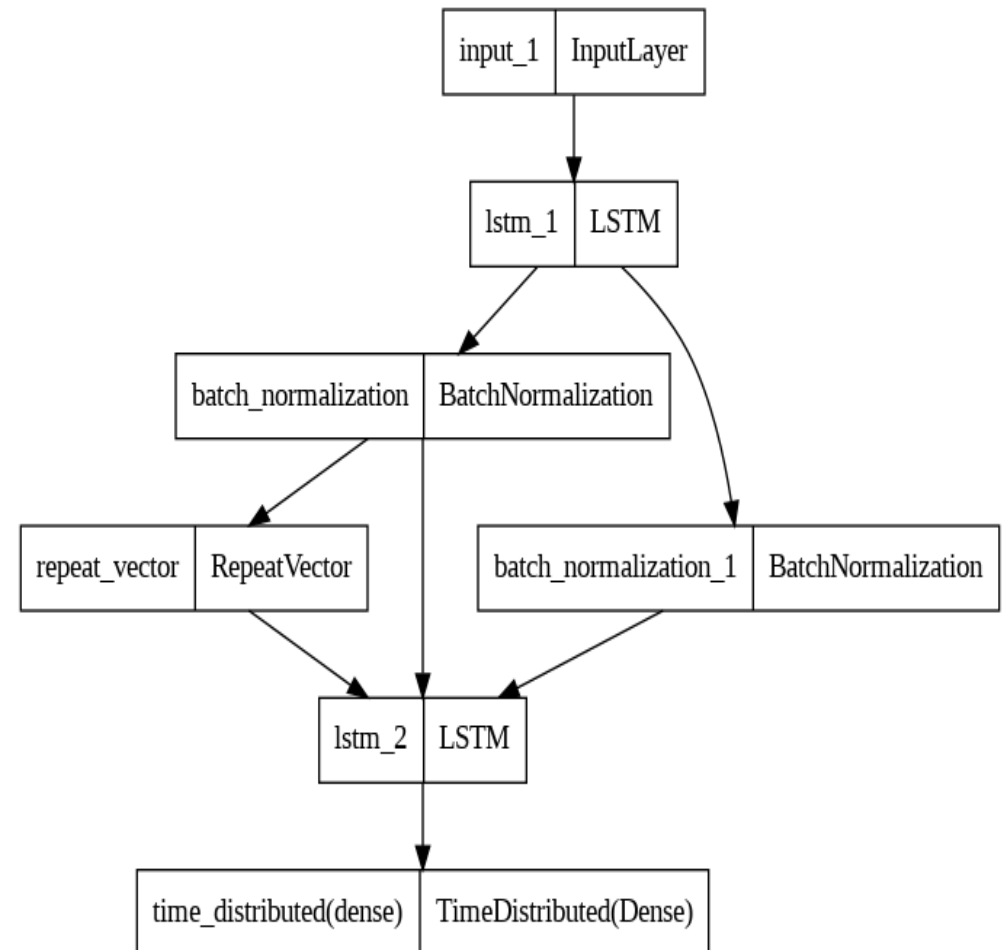 input_1 InputLayer
lstm_1 LSTM
batch_normalization BatchNormalization
repeat_vector RepeatVector
batch_normalization_1 BatchNormalization
lstm_2 LSTM
time_distributed(dense) TimeDistributed(Dense)